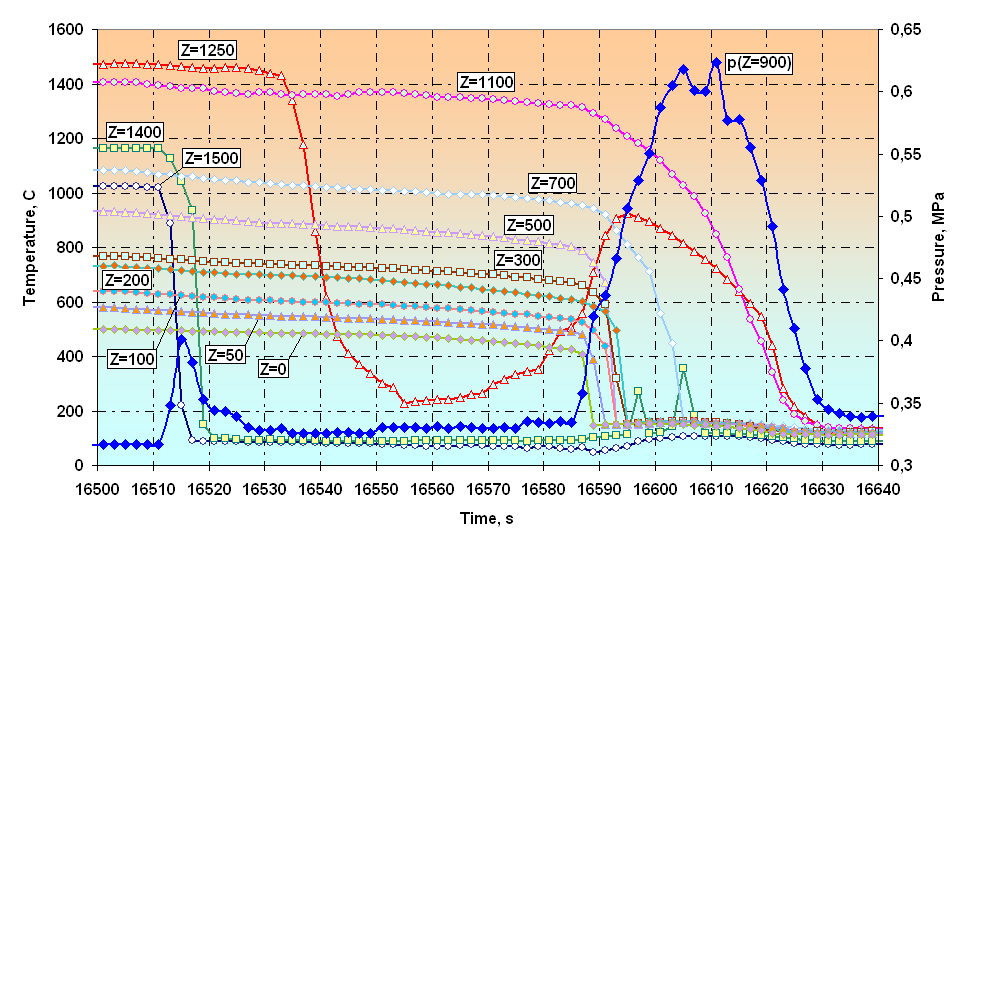 1600
1400
1200
1000
800
600
400
200
0
Temperature, C
0,65
0,6
0,55
0,5
0,45
0,4
0,35
0,3
Pressure, MPa
Z=1250
p(Z=900)
Z=1100
Z=1400
Z=1500
Z=700
Z=500
Z=300
Z=200
Z=100
Z=50
Z=0
16500 16510 16520 16530 16540 16550 16560 16570 16580 16590 16600 16610 16620 16630 16640
Time, s